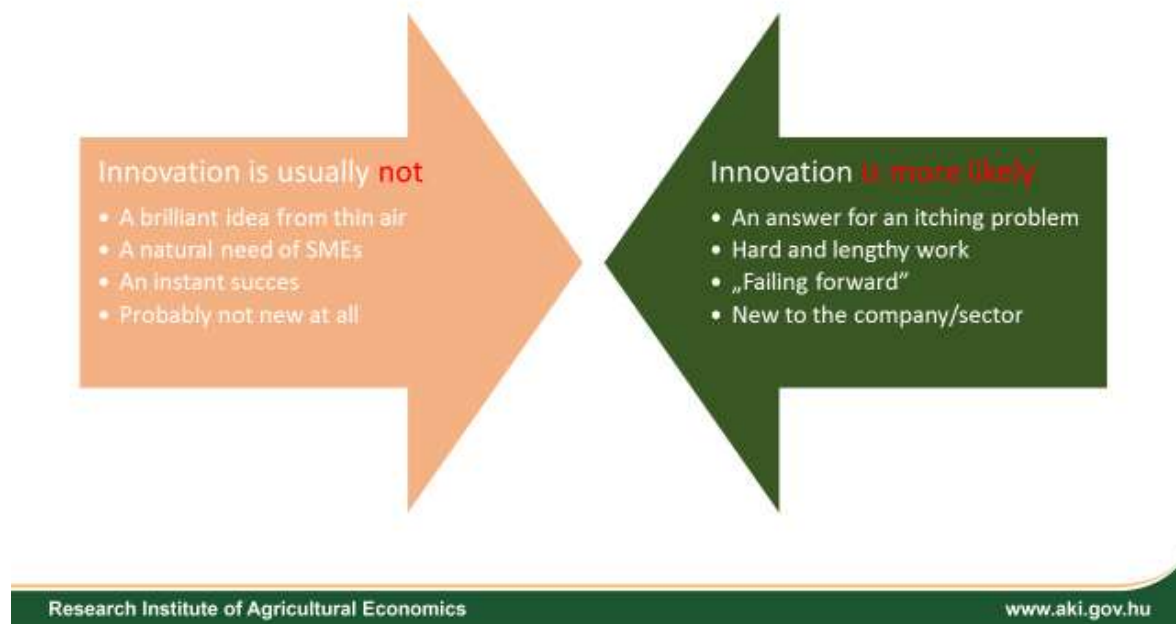 Innovation is usually not
• A brilliant idea from thin air
• A natural need of SMEs
• An instant succes
• Probably not new at all
Innovation is more likely
• An answer for an itching problem
• Hard and lengthy work
• „Failing forward”
• New to the company/sector
Research Institute of Agricultural Economics
www.aki.gov.hu